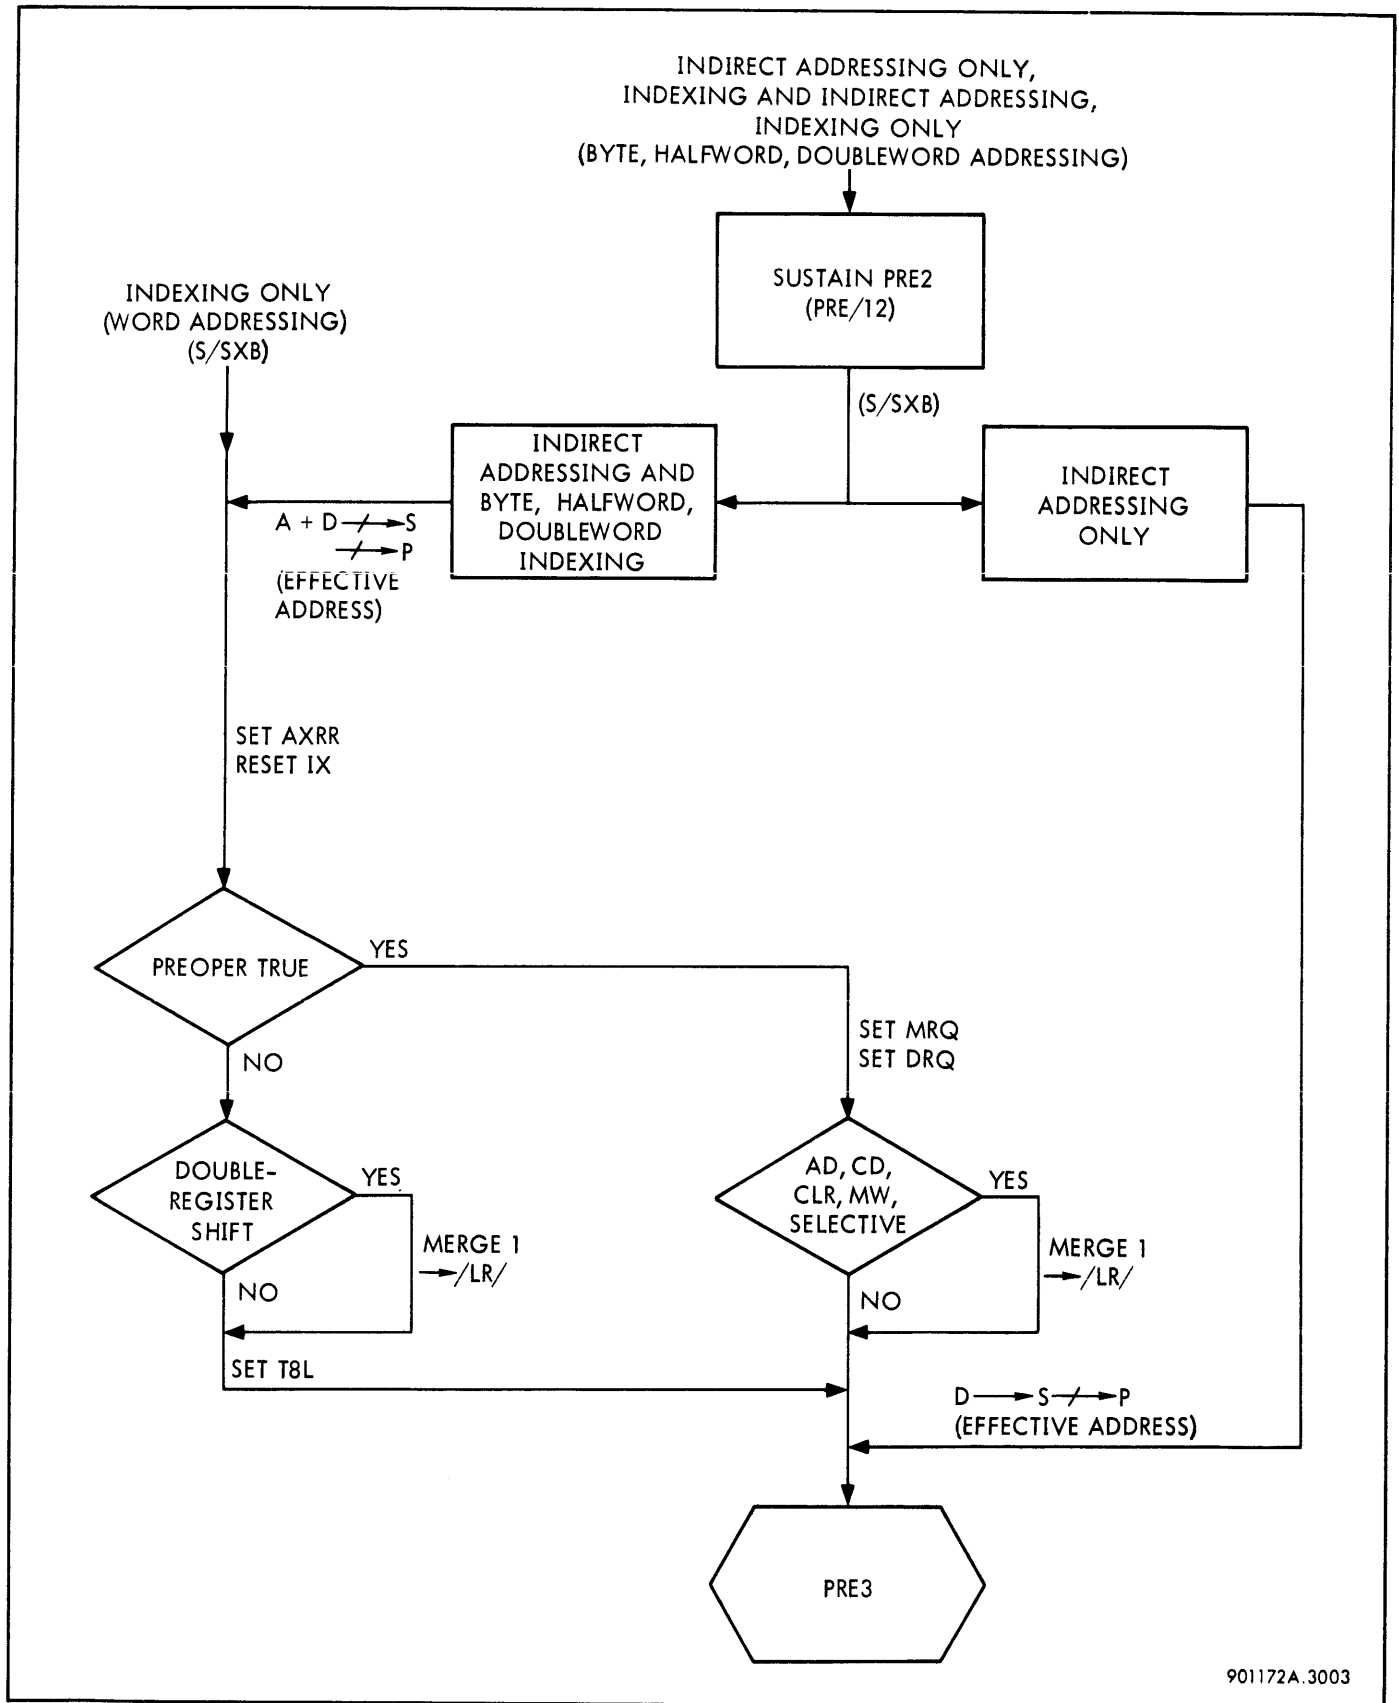 INDIRECT ADDRESSING ONLY,
INDEXING AND INDIRECT ADDRESSING,
INDEXING ONLY
(BYTE, HALFWORD, DOUBLEWORD ADDRESSING)
SUSTAIN PRE2
(PRE/12)
INDEXING ONLY
(WORD ADDRESSING)
(S/SXB)
(S/SXB)
INDIRECT
ADDRESSING AND
BYTE, HALFWORD,
DOUBLEWORD
INDEXING
INDIRECT
ADDRESSING
ONLY
A + D ⇸ S
⇸ P
(EFFECTIVE
ADDRESS)
SET AXRR
RESET IX
PREOPER TRUE
YES
NO
SET MRQ
SET DRQ
DOUBLE-
REGISTER
SHIFT
YES
MERGE 1
→/LR/
NO
SET T8L
AD, CD,
CLR, MW,
SELECTIVE
YES
MERGE 1
→/LR/
NO
D → S ⇸ P
(EFFECTIVE ADDRESS)
PRE3
901172A.3003